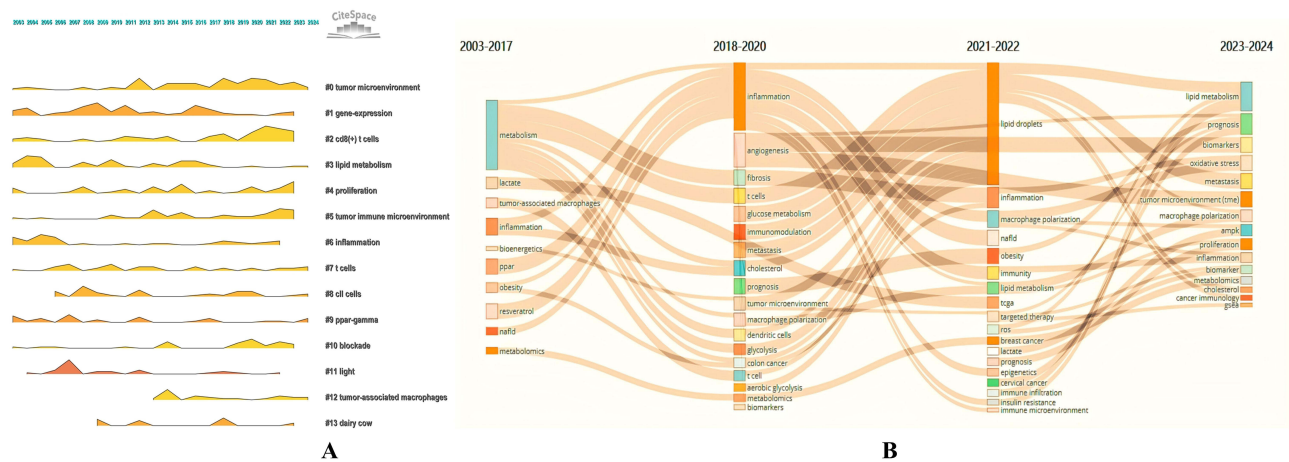 2003 2004 2005 2006 2007 2008 2009 2010 2011 2012 2013 2014 2015 2016 2017 2018 2019 2020 2021 2022 2023 2024
CiteSpace
#0 tumor microenvironment
#1 gene-expression
#2 cd8(+) t cells
#3 lipid metabolism
#4 proliferation
#5 tumor immune microenvironment
#6 inflammation
#7 t cells
#8 cll cells
#9 ppar-gamma
#10 blockade
#11 light
#12 tumor-associated macrophages
#13 dairy cow
A
2003-2017
metabolism
lactate
tumor-associated macrophages
inflammation
bioenergetics
ppar
obesity
resveratrol
nafld
metabolomics
2018-2020
inflammation
angiogenesis
fibrosis
t cells
glucose metabolism
immunomodulation
metastasis
cholesterol
prognosis
tumor microenvironment
macrophage polarization
dendritic cells
glycolysis
colon cancer
t cell
aerobic glycolysis
metabolomics
biomarkers
2021-2022
lipid droplets
inflammation
macrophage polarization
nafld
obesity
immunity
lipid metabolism
tcga
targeted therapy
ros
breast cancer
lactate
prognosis
epigenetics
cervical cancer
immune infiltration
insulin resistance
immune microenvironment
2023-2024
lipid metabolism
prognosis
biomarkers
oxidative stress
metastasis
tumor microenvironment (tme)
macrophage polarization
ampk
proliferation
inflammation
biomarker
metabolomics
cholesterol
cancer immunology
gsea
B